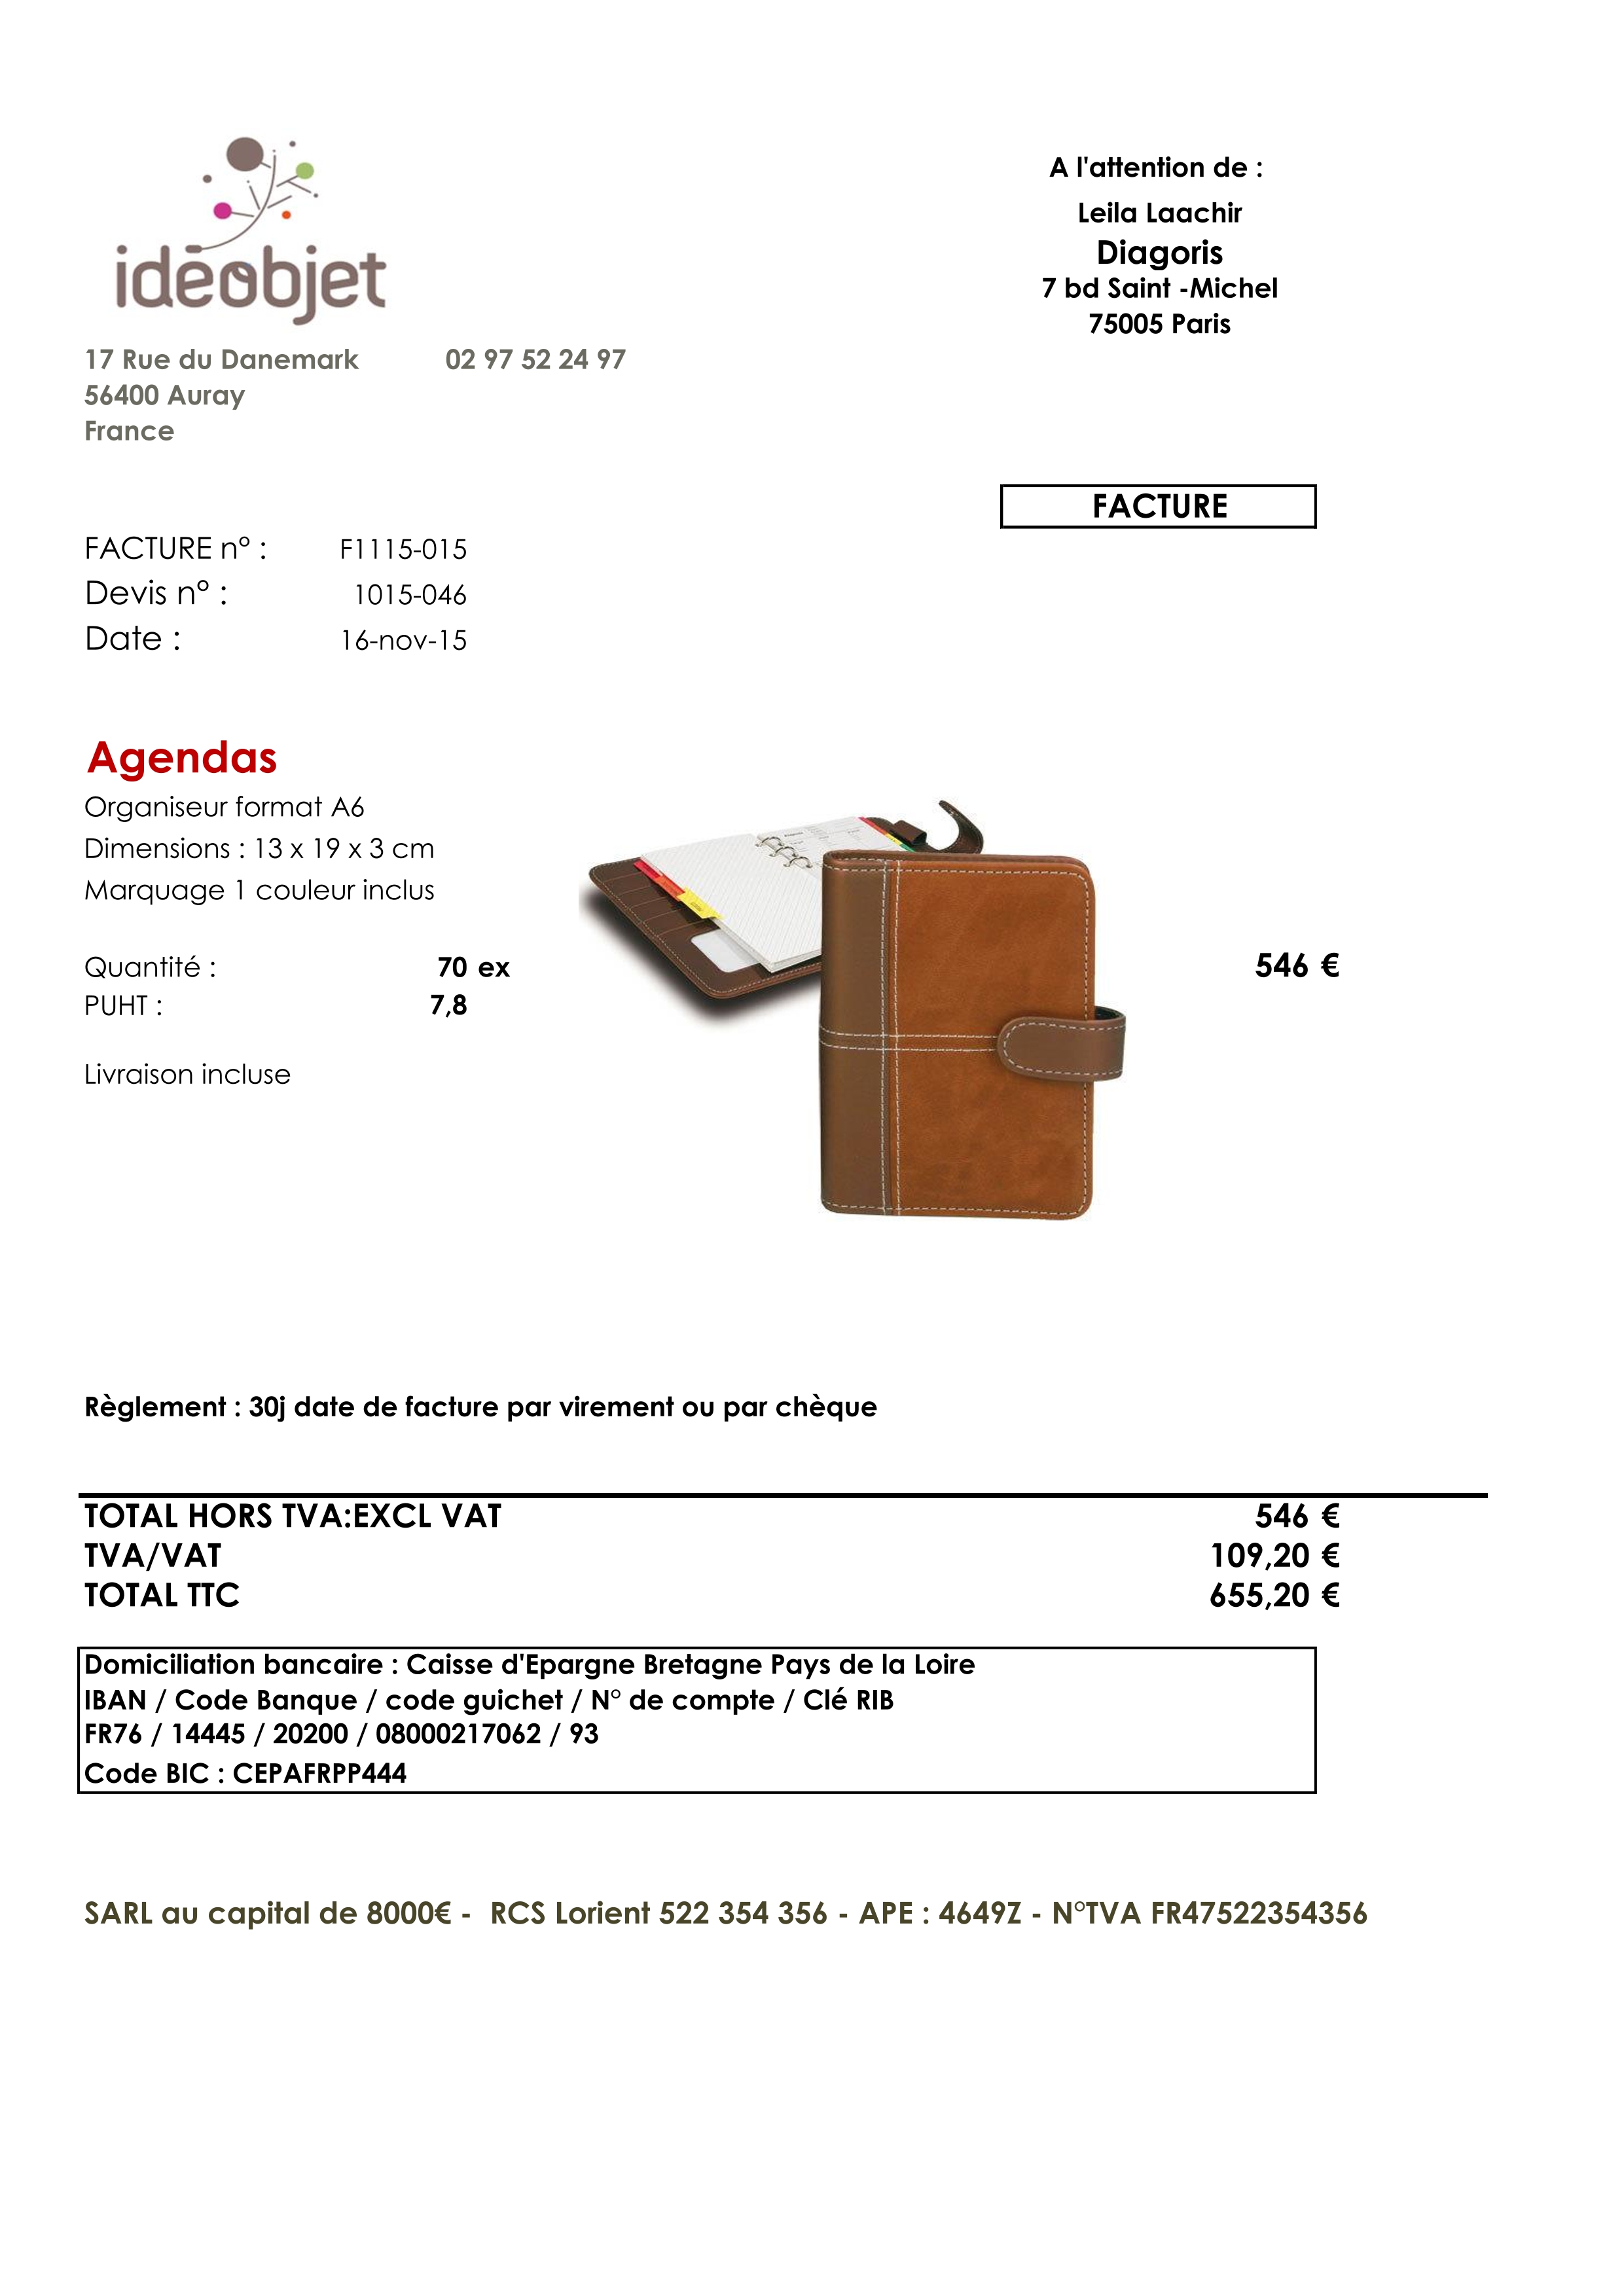 idéobjet
A l'attention de :
Leila Laachir
Diagoris
7 bd Saint -Michel
75005 Paris
17 Rue du Danemark 02 97 52 24 97
56400 Auray
France
FACTURE
FACTURE n° : F1115-015
Devis n° : 1015-046
Date : 16-nov-15
Agendas
Organiseur format A6
Dimensions : 13 x 19 x 3 cm
Marquage 1 couleur inclus
Quantité : 70 ex 546 €
PUHT : 7,8
Livraison incluse
Règlement : 30j date de facture par virement ou par chèque
TOTAL HORS TVA:EXCL VAT 546 €
TVA/VAT 109,20 €
TOTAL TTC 655,20 €
Domiciliation bancaire : Caisse d'Epargne Bretagne Pays de la Loire
IBAN / Code Banque / code guichet / N° de compte / Clé RIB
FR76 / 14445 / 20200 / 08000217062 / 93
Code BIC : CEPAFRPP444
SARL au capital de 8000€ - RCS Lorient 522 354 356 - APE : 4649Z - N°TVA FR47522354356